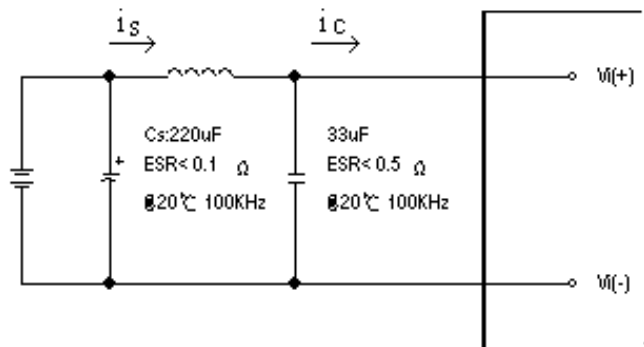 is
ic
Vi(+)
Cs:220uF
ESR< 0.1 Ω
@20℃ 100KHz
+
33uF
ESR< 0.5 Ω
@20℃ 100KHz
Vi(-)